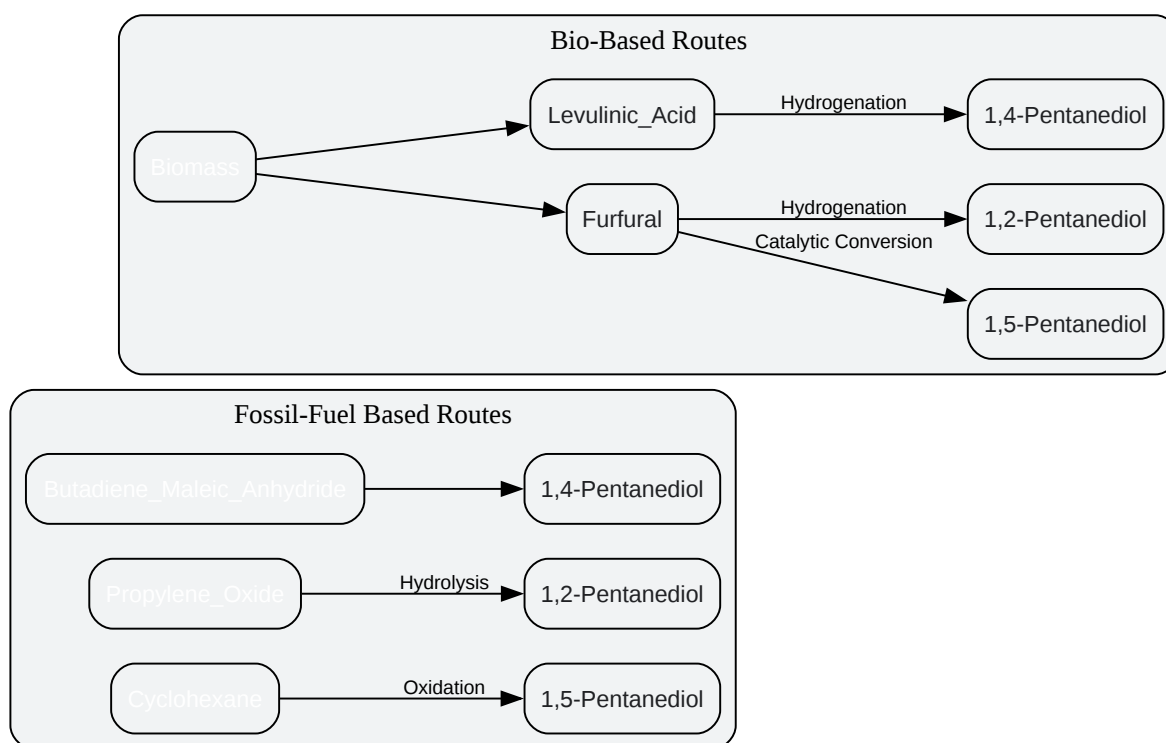 Bio-Based Routes
Biomass
Levulinic_Acid
Hydrogenation
1,4-Pentanediol
Furfural
Hydrogenation
1,2-Pentanediol
Catalytic Conversion
1,5-Pentanediol
Fossil-Fuel Based Routes
Butadiene_Maleic_Anhydride
1,4-Pentanediol
Propylene_Oxide
Hydrolysis
1,2-Pentanediol
Cyclohexane
Oxidation
1,5-Pentanediol